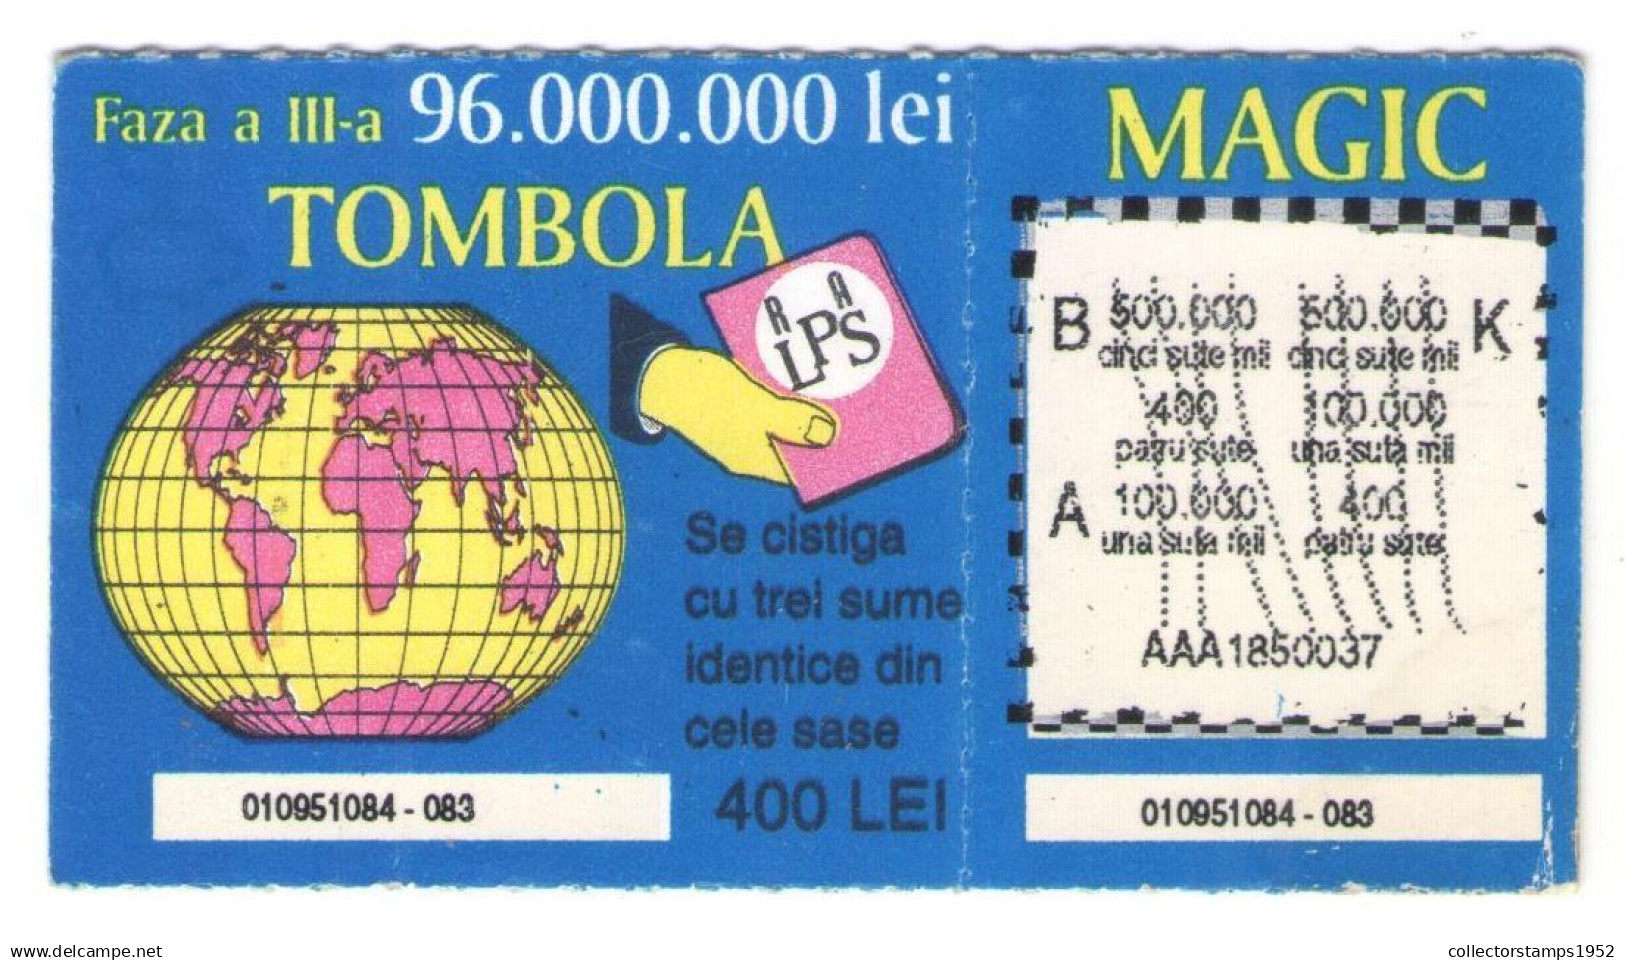 Faza a III-a 96.000.000 lei
TOMBOLA
RA
LPS
Se cistiga
cu trei sume
identice din
cele sase
400 LEI
010951084 - 083
MAGIC
B 500.000 500.000 K
cinci sute mii cinci sute mii
400 100.000
patru sute una suta mii
A 100.000 400
una suta mii patru sute
AAA1850037
010951084 - 083
www.delcampe.net
collectorstamps1952